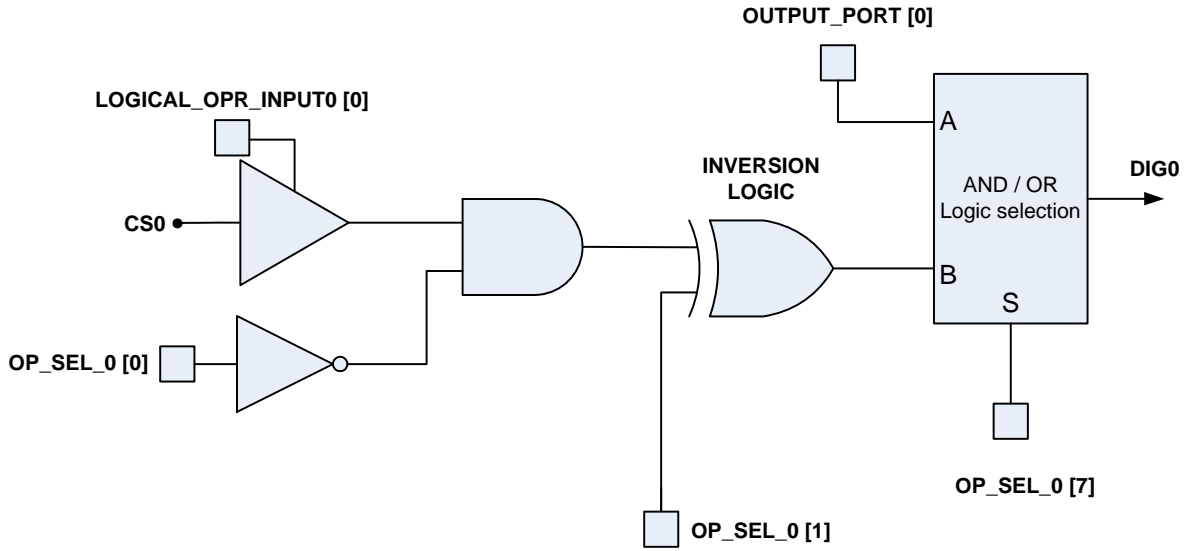 OUTPUT_PORT [0]
LOGICAL_OPR_INPUT0 [0]
A
INVERSION
LOGIC
DIG0
AND / OR
Logic selection
CS0
B
S
OP_SEL_0 [0]
OP_SEL_0 [7]
OP_SEL_0 [1]